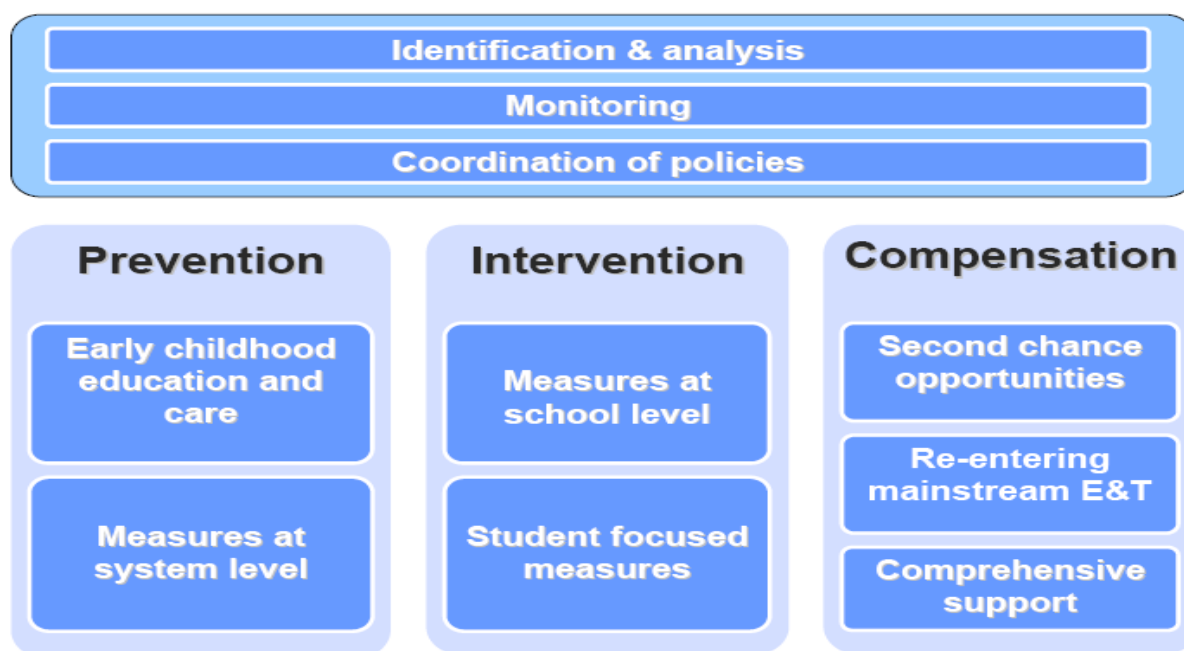 Identification & analysis
Monitoring
Coordination of policies
Prevention
Early childhood
education and
care
Measures at
system level
Intervention
Measures at
school level
Student focused
measures
Compensation
Second chance
opportunities
Re-entering
mainstream E&T
Comprehensive
support